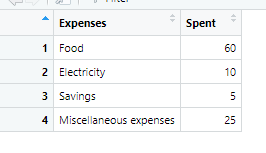 Filter
Expenses Spent
1 Food 60
2 Electricity 10
3 Savings 5
4 Miscellaneous expenses 25